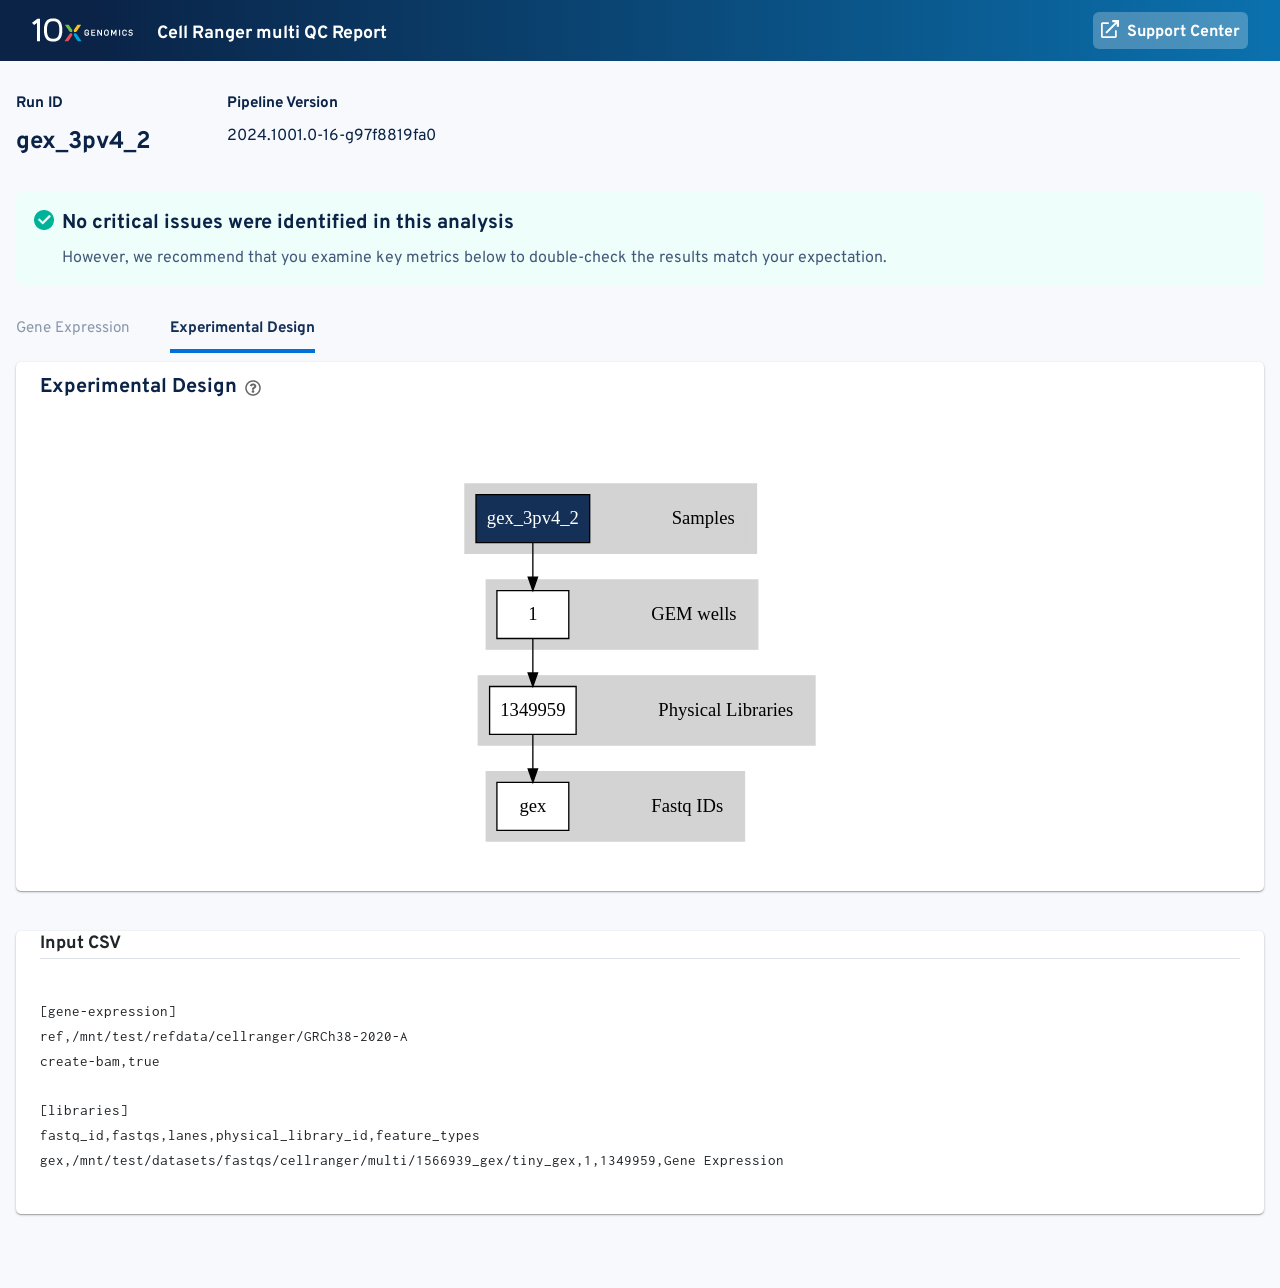 10x GENOMICS Cell Ranger multi QC Report Support Center
Run ID Pipeline Version
gex_3pv4_2 2024.1001.0-16-g97f8819fa0
No critical issues were identified in this analysis
However, we recommend that you examine key metrics below to double-check the results match your expectation.
Gene Expression Experimental Design
Experimental Design ?
gex_3pv4_2 Samples
1 GEM wells
1349959 Physical Libraries
gex Fastq IDs
Input CSV
[gene-expression]
ref,/mnt/test/refdata/cellranger/GRCh38-2020-A
create-bam,true
[libraries]
fastq_id,fastqs,lanes,physical_library_id,feature_types
gex,/mnt/test/datasets/fastqs/cellranger/multi/1566939_gex/tiny_gex,1,1349959,Gene Expression